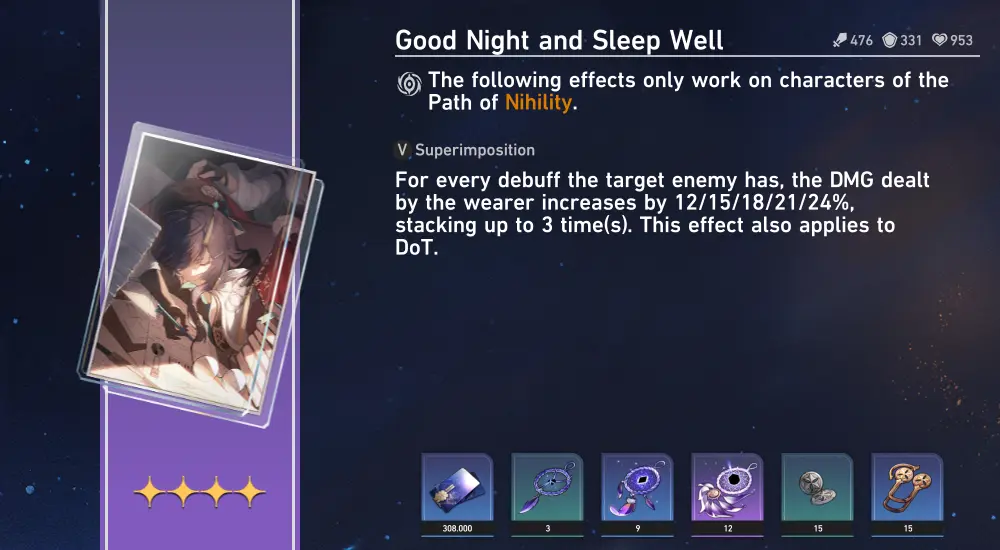 Good Night and Sleep Well
476 331 953
The following effects only work on characters of the
Path of Nihility.
V Superimposition
For every debuff the target enemy has, the DMG dealt
by the wearer increases by 12/15/18/21/24%,
stacking up to 3 time(s). This effect also applies to
DoT.
308.000 3 9 12 15 15